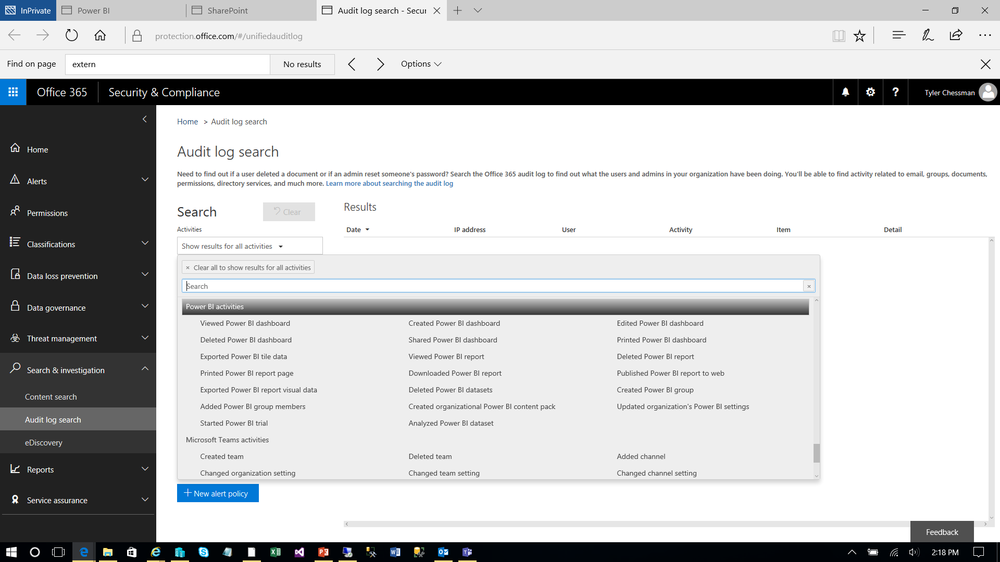 InPrivate
Power BI
SharePoint
Audit log search - Secur
protection.office.com/#/unifiedauditlog
Find on page
extern
No results
Options
Office 365
Security & Compliance
Tyler Chessman
Home > Audit log search
Home
Alerts
Permissions
Classifications
Data loss prevention
Data governance
Threat management
Search & investigation
Content search
Audit log search
eDiscovery
Reports
Service assurance
Audit log search
Need to find out if a user deleted a document or if an admin reset someone's password? Search the Office 365 audit log to find out what the users and admins in your organization have been doing. You'll be able to find activity related to email, groups, documents,
permissions, directory services, and much more. Learn more about searching the audit log
Search
Clear
Results
Activities
Date
IP address
User
Activity
Item
Detail
Show results for all activities
× Clear all to show results for all activities
Search
×
Power BI activities
Viewed Power BI dashboard
Created Power BI dashboard
Edited Power BI dashboard
Deleted Power BI dashboard
Shared Power BI dashboard
Printed Power BI dashboard
Exported Power BI tile data
Viewed Power BI report
Deleted Power BI report
Printed Power BI report page
Downloaded Power BI report
Published Power BI report to web
Exported Power BI report visual data
Deleted Power BI datasets
Created Power BI group
Added Power BI group members
Created organizational Power BI content pack
Updated organization's Power BI settings
Started Power BI trial
Analyzed Power BI dataset
Microsoft Teams activities
Created team
Deleted team
Added channel
Changed organization setting
Changed team setting
Changed channel setting
+ New alert policy
Feedback
2:18 PM